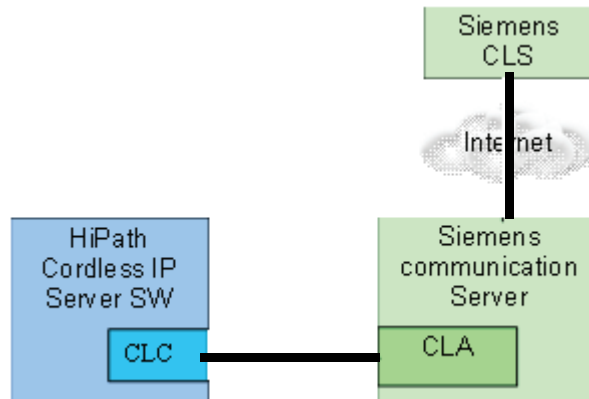 Siemens
CLS
Internet
HiPath
Cordless IP
Server SW
CLC
Siemens
communication
Server
CLA